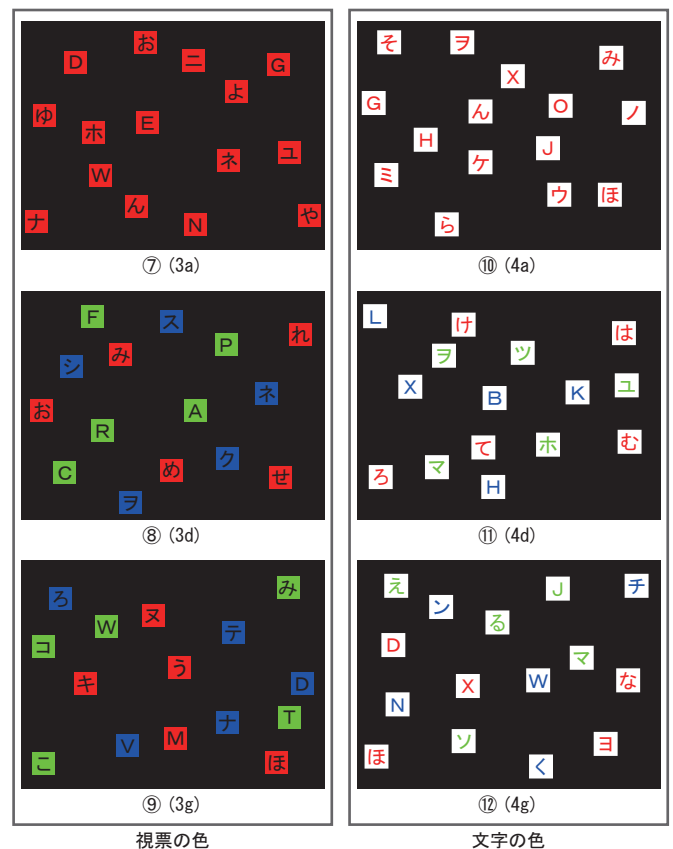 お
D
ニ
G
よ
ゆ
E
ホ
ネ
ユ
W
ん
ナ
N
や
⑦ (3a)
F
ス
れ
P
み
シ
ネ
お
A
R
ク
C
め
せ
ヲ
⑧ (3d)
み
ろ
ヌ
W
テ
コ
う
キ
D
T
ナ
M
V
こ
ほ
⑨ (3g)
視票の色
そ
ヲ
み
X
G
O
ん
ノ
H
J
ケ
ミ
ウ
ほ
ら
⑩ (4a)
L
け
は
ヲ
ツ
X
ユ
K
B
む
ホ
て
マ
ろ
H
⑪ (4d)
え
J
チ
ン
る
D
マ
W
な
X
N
ソ
ヨ
ほ
く
⑫ (4g)
文字の色